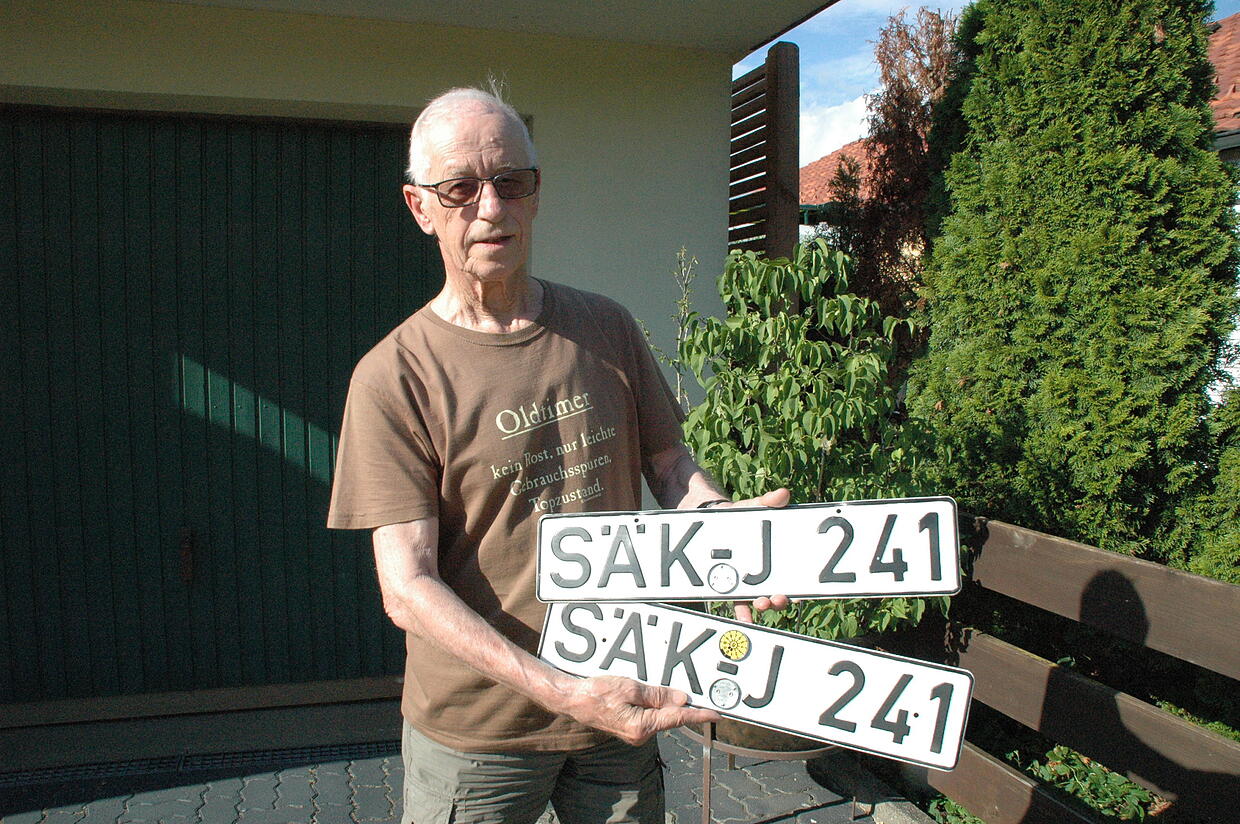 Oldtimer
kein Rost, nur leichte
Gebrauchsspuren,
Topzustand.
SÄK-J 241
SÄK-J 241